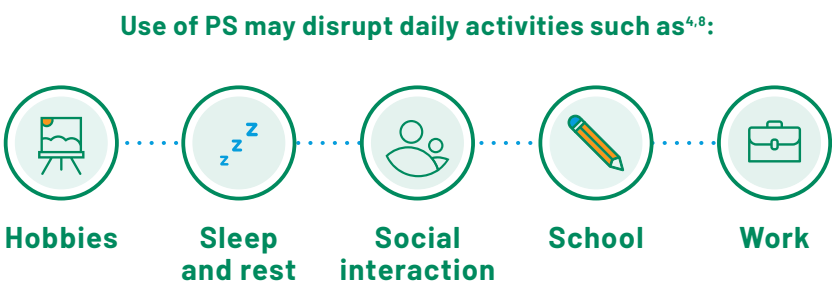 Use of PS may disrupt daily activities such as4,8:
z
z
z
Hobbies
Sleep
and rest
Social
interaction
School
Work